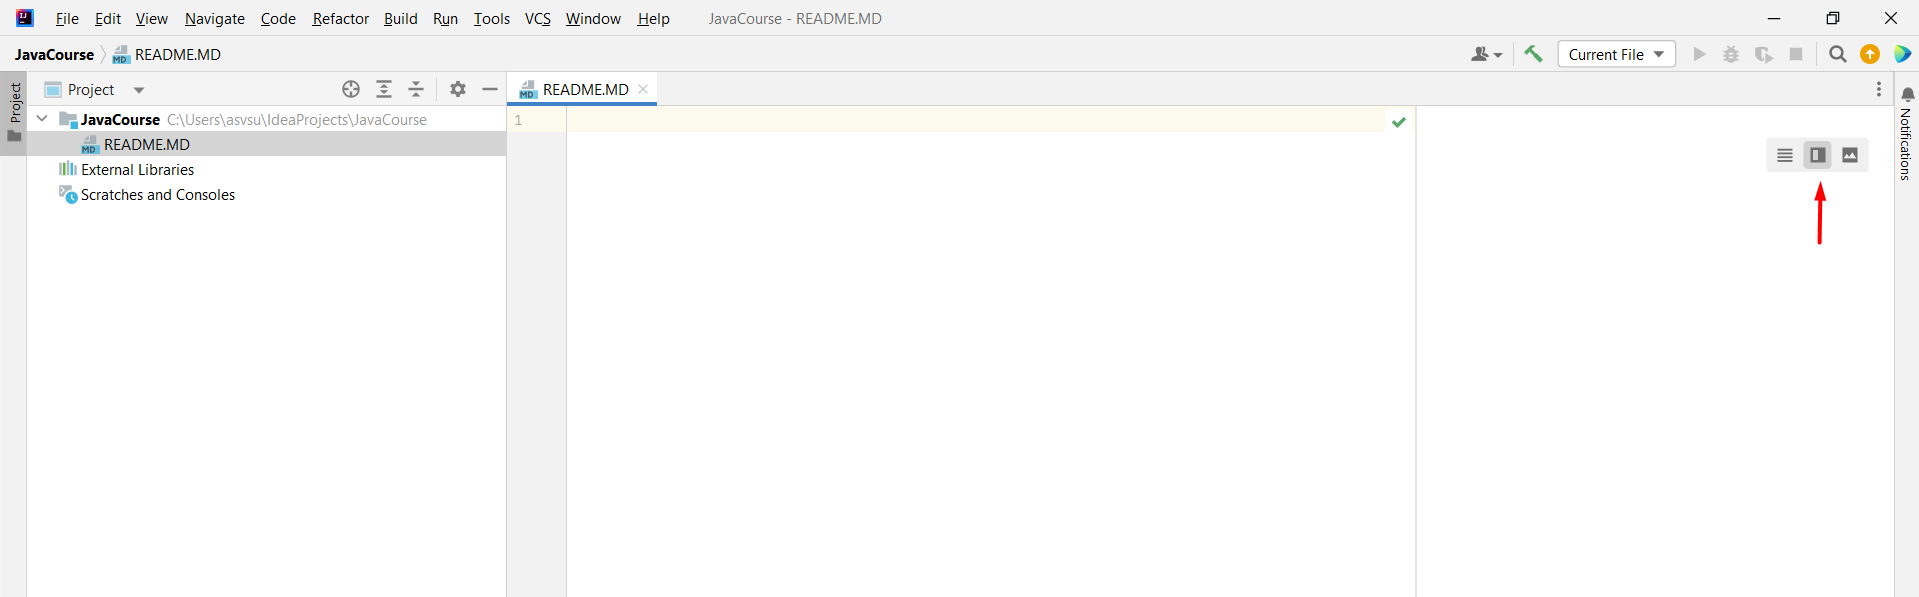 File Edit View Navigate Code Refactor Build Run Tools VCS Window Help JavaCourse - README.MD
JavaCourse README.MD Current File
Project README.MD
Project
JavaCourse C:\Users\asvsu\IdeaProjects\JavaCourse
1
README.MD
External Libraries
Scratches and Consoles
Notifications